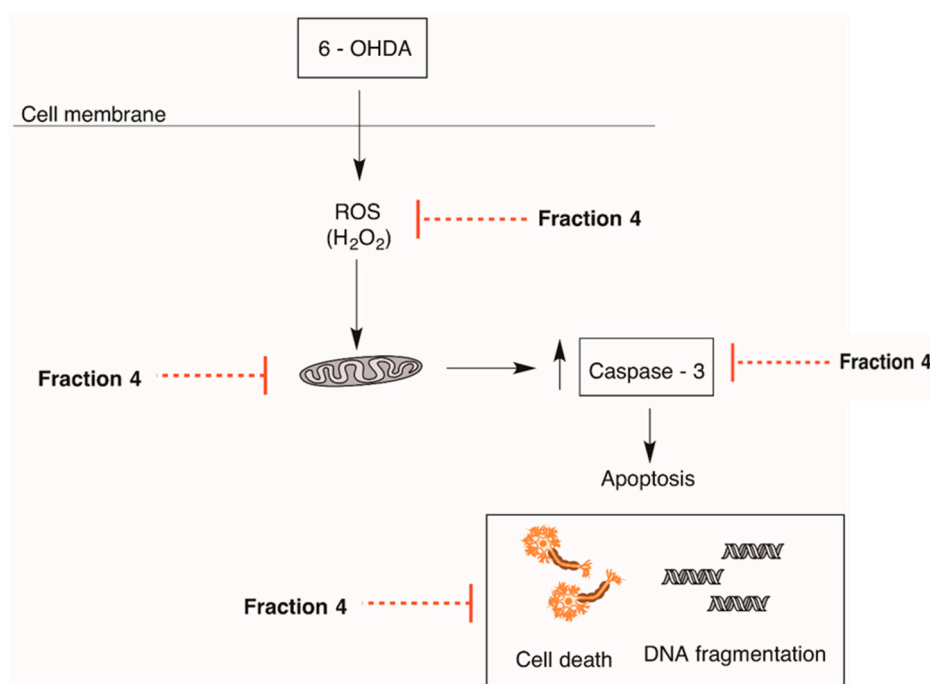 6 - OHDA
Cell membrane
ROS
(H₂O₂)
Fraction 4
Fraction 4
Caspase - 3
Fraction 4
Apoptosis
Fraction 4
Cell death
DNA fragmentation